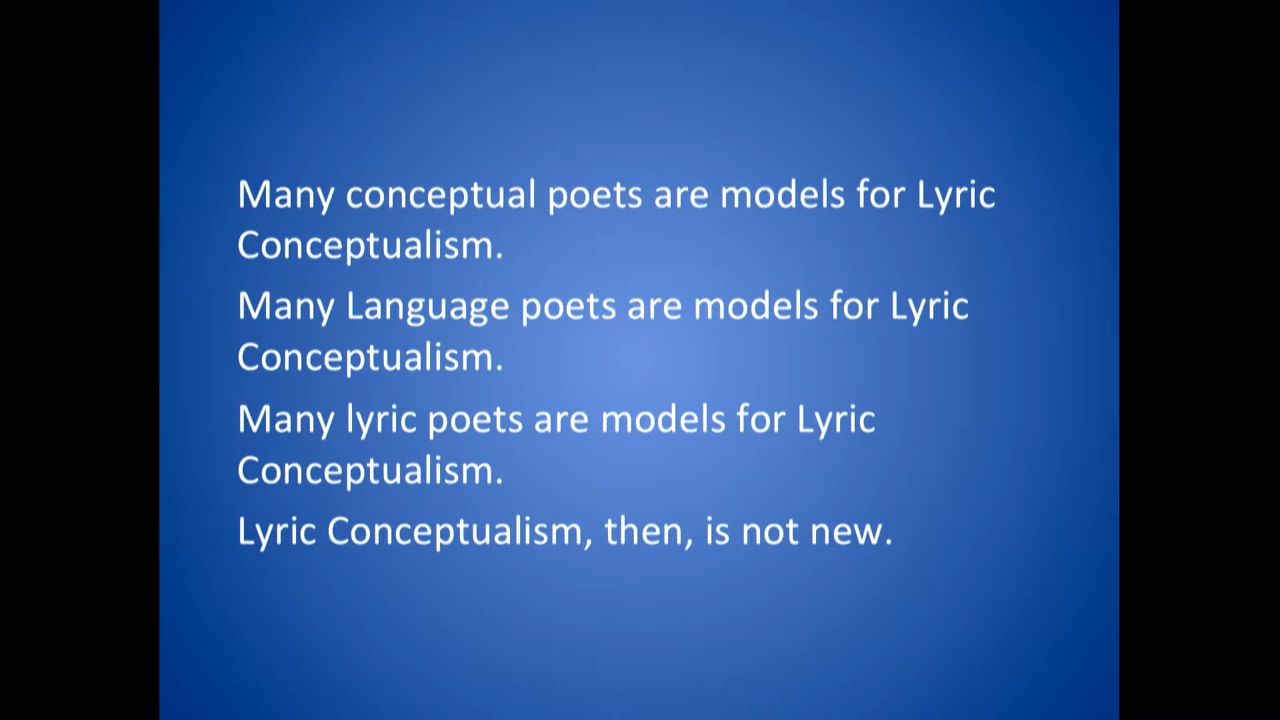 Many conceptual poets are models for Lyric
Conceptualism.
Many Language poets are models for Lyric
Conceptualism.
Many lyric poets are models for Lyric
Conceptualism.
Lyric Conceptualism, then, is not new.